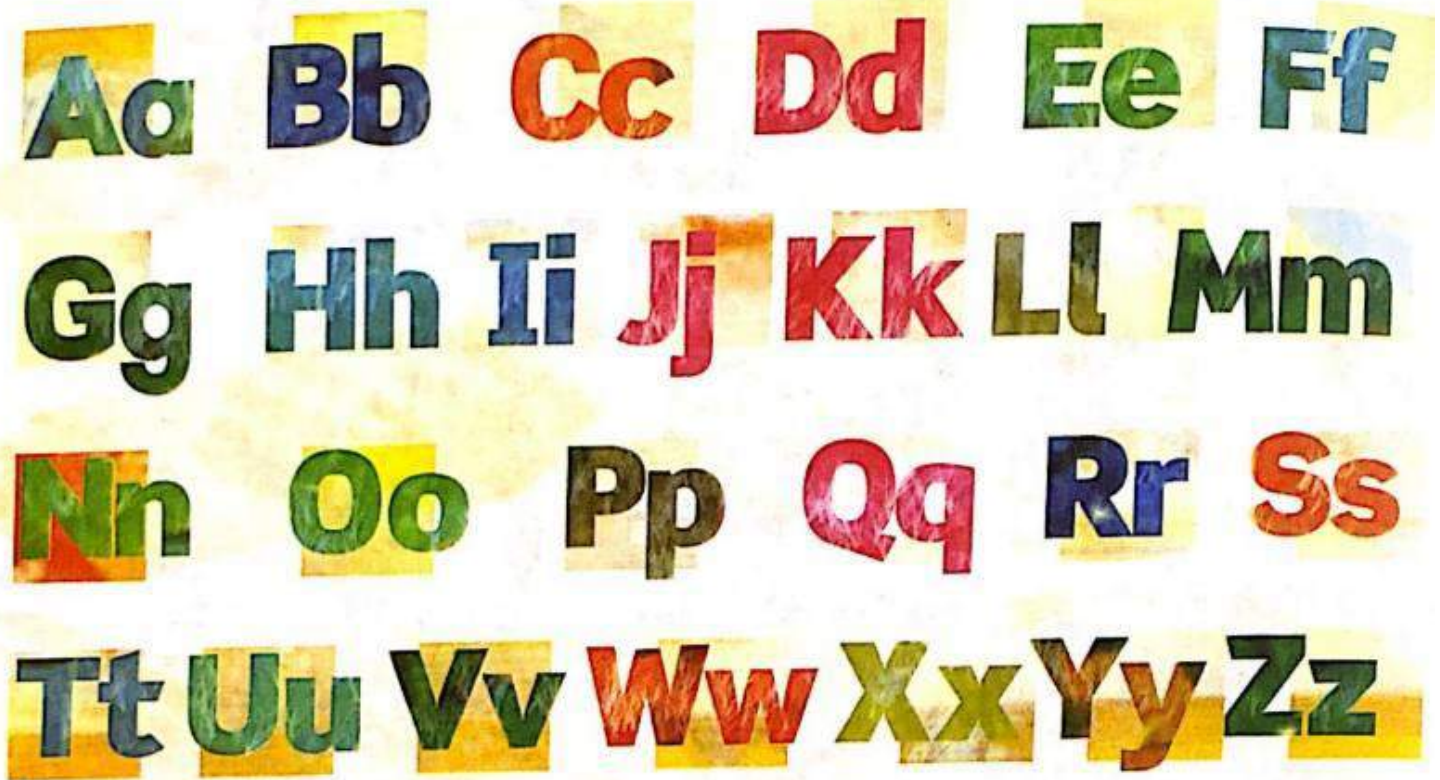 Aa Bb Cc Dd Ee Ff
Gg Hh Ii Jj Kk Ll Mm
Nn Oo Pp Qq Rr Ss
Tt Uu Vv Ww Xx Yy Zz